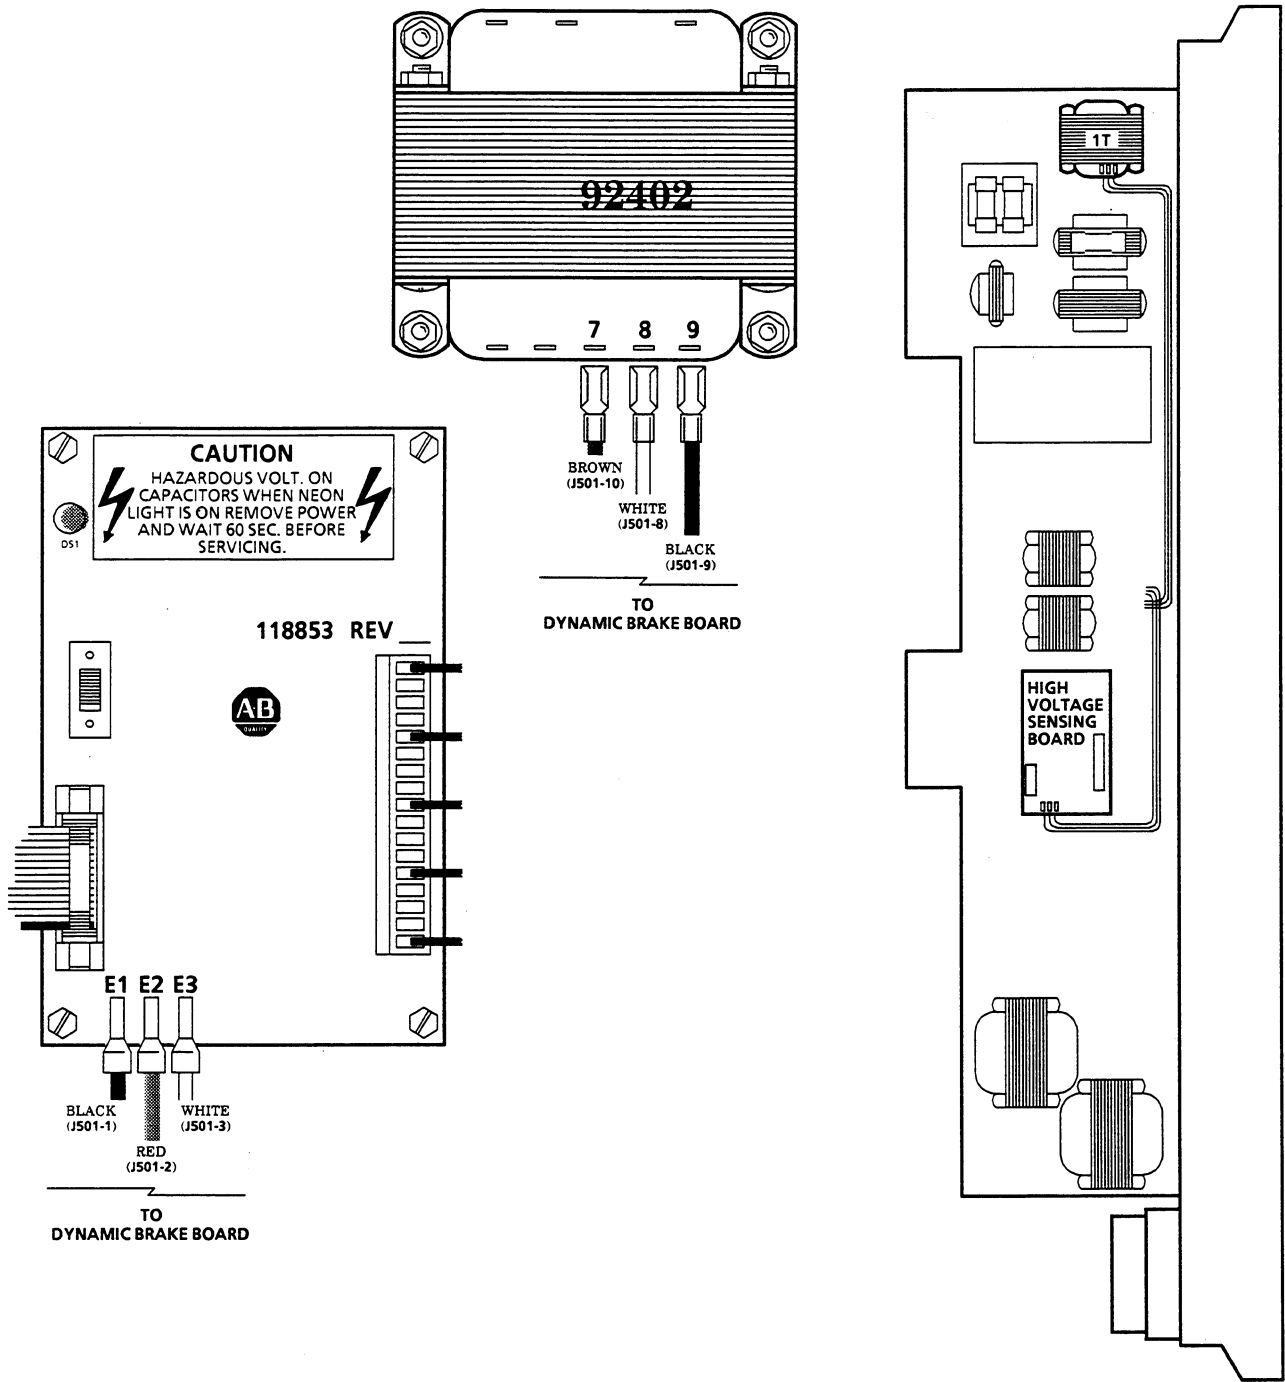 92402
7 8 9
BROWN
(J501-10)
WHITE
(J501-8)
BLACK
(J501-9)
TO
DYNAMIC BRAKE BOARD
CAUTION
HAZARDOUS VOLT. ON
CAPACITORS WHEN NEON
LIGHT IS ON REMOVE POWER
AND WAIT 60 SEC. BEFORE
SERVICING.
DS1
118853 REV __
A·B
QUALITY
E1 E2 E3
BLACK
(J501-1)
WHITE
(J501-3)
RED
(J501-2)
TO
DYNAMIC BRAKE BOARD
1T
HIGH
VOLTAGE
SENSING
BOARD